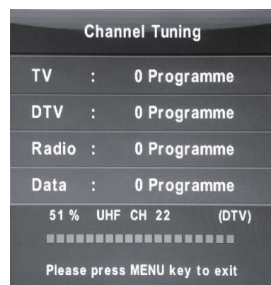 Channel Tuning
TV : 0 Programme
DTV : 0 Programme
Radio : 0 Programme
Data : 0 Programme
51 % UHF CH 22 (DTV)
Please press MENU key to exit